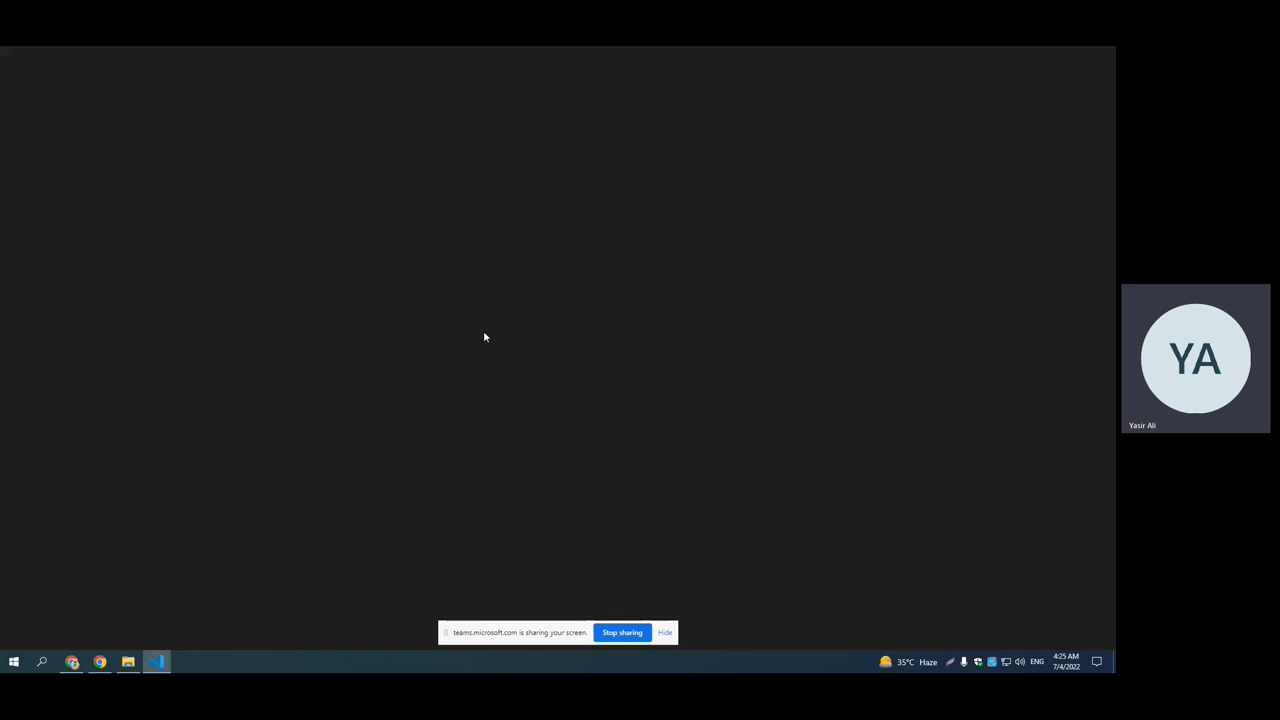 YA
Yasir Ali
teams.microsoft.com is sharing your screen.
Stop sharing
Hide
35°C Haze
ENG
4:25 AM
7/4/2022